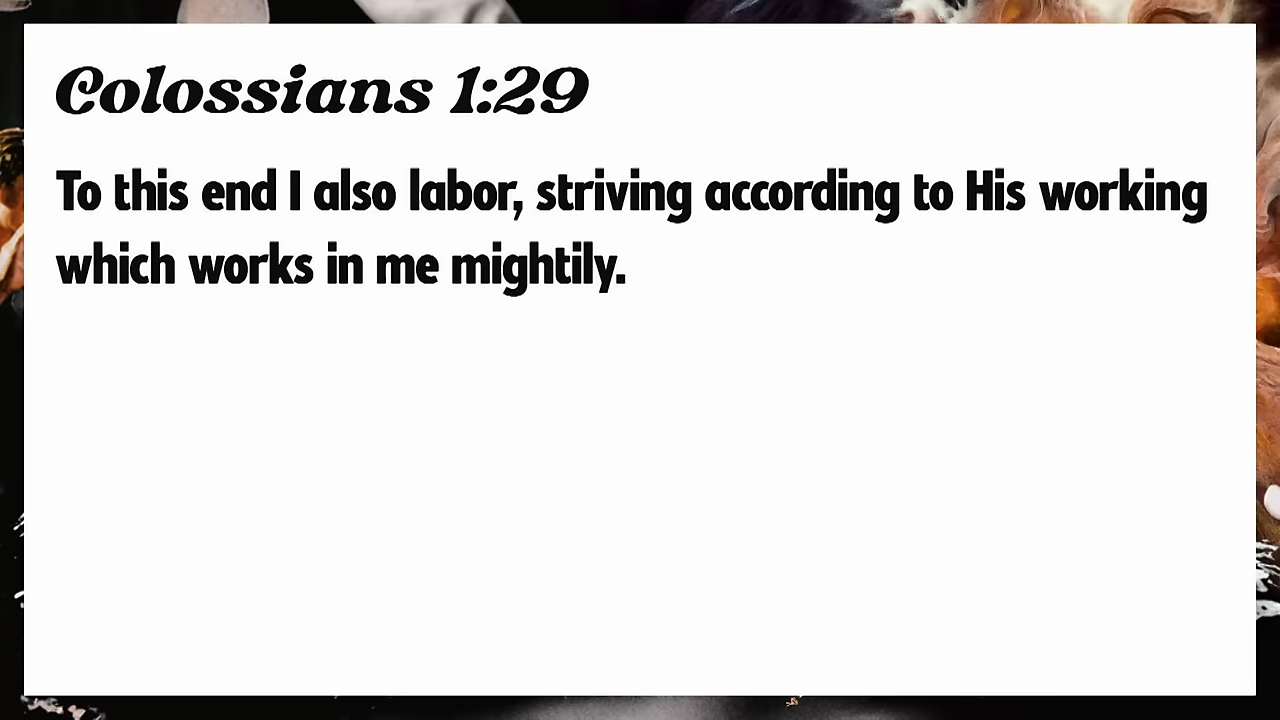 Colossians 1:29
To this end I also labor, striving according to His working
which works in me mightily.